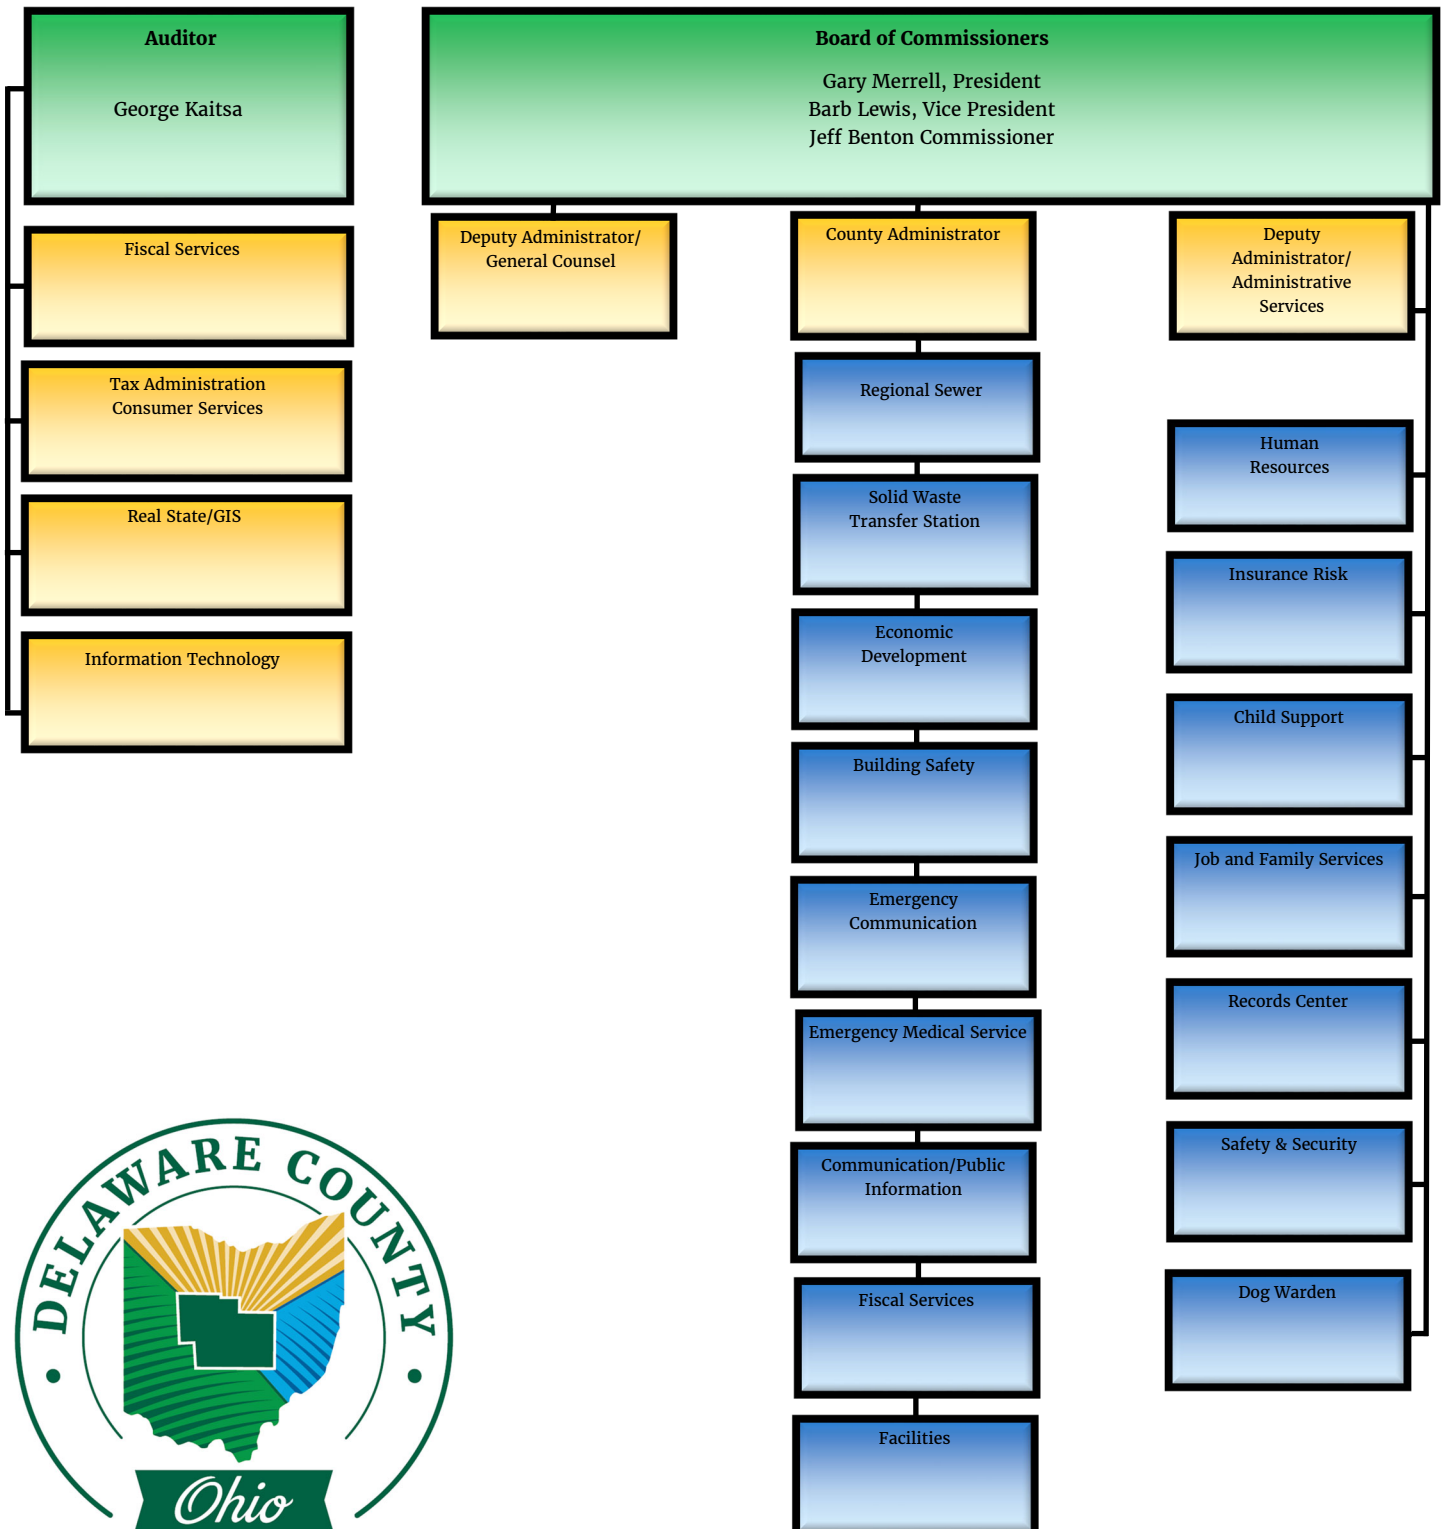 Auditor
George Kaitsa
Fiscal Services
Tax Administration
Consumer Services
Real State/GIS
Information Technology
Board of Commissioners
Gary Merrell, President
Barb Lewis, Vice President
Jeff Benton Commissioner
Deputy Administrator/
General Counsel
County Administrator
Regional Sewer
Solid Waste
Transfer Station
Economic
Development
Building Safety
Emergency
Communication
Emergency Medical Service
Communication/Public
Information
Fiscal Services
Facilities
Deputy
Administrator/
Administrative
Services
Human
Resources
Insurance Risk
Child Support
Job and Family Services
Records Center
Safety & Security
Dog Warden
DELAWARE COUNTY
Ohio